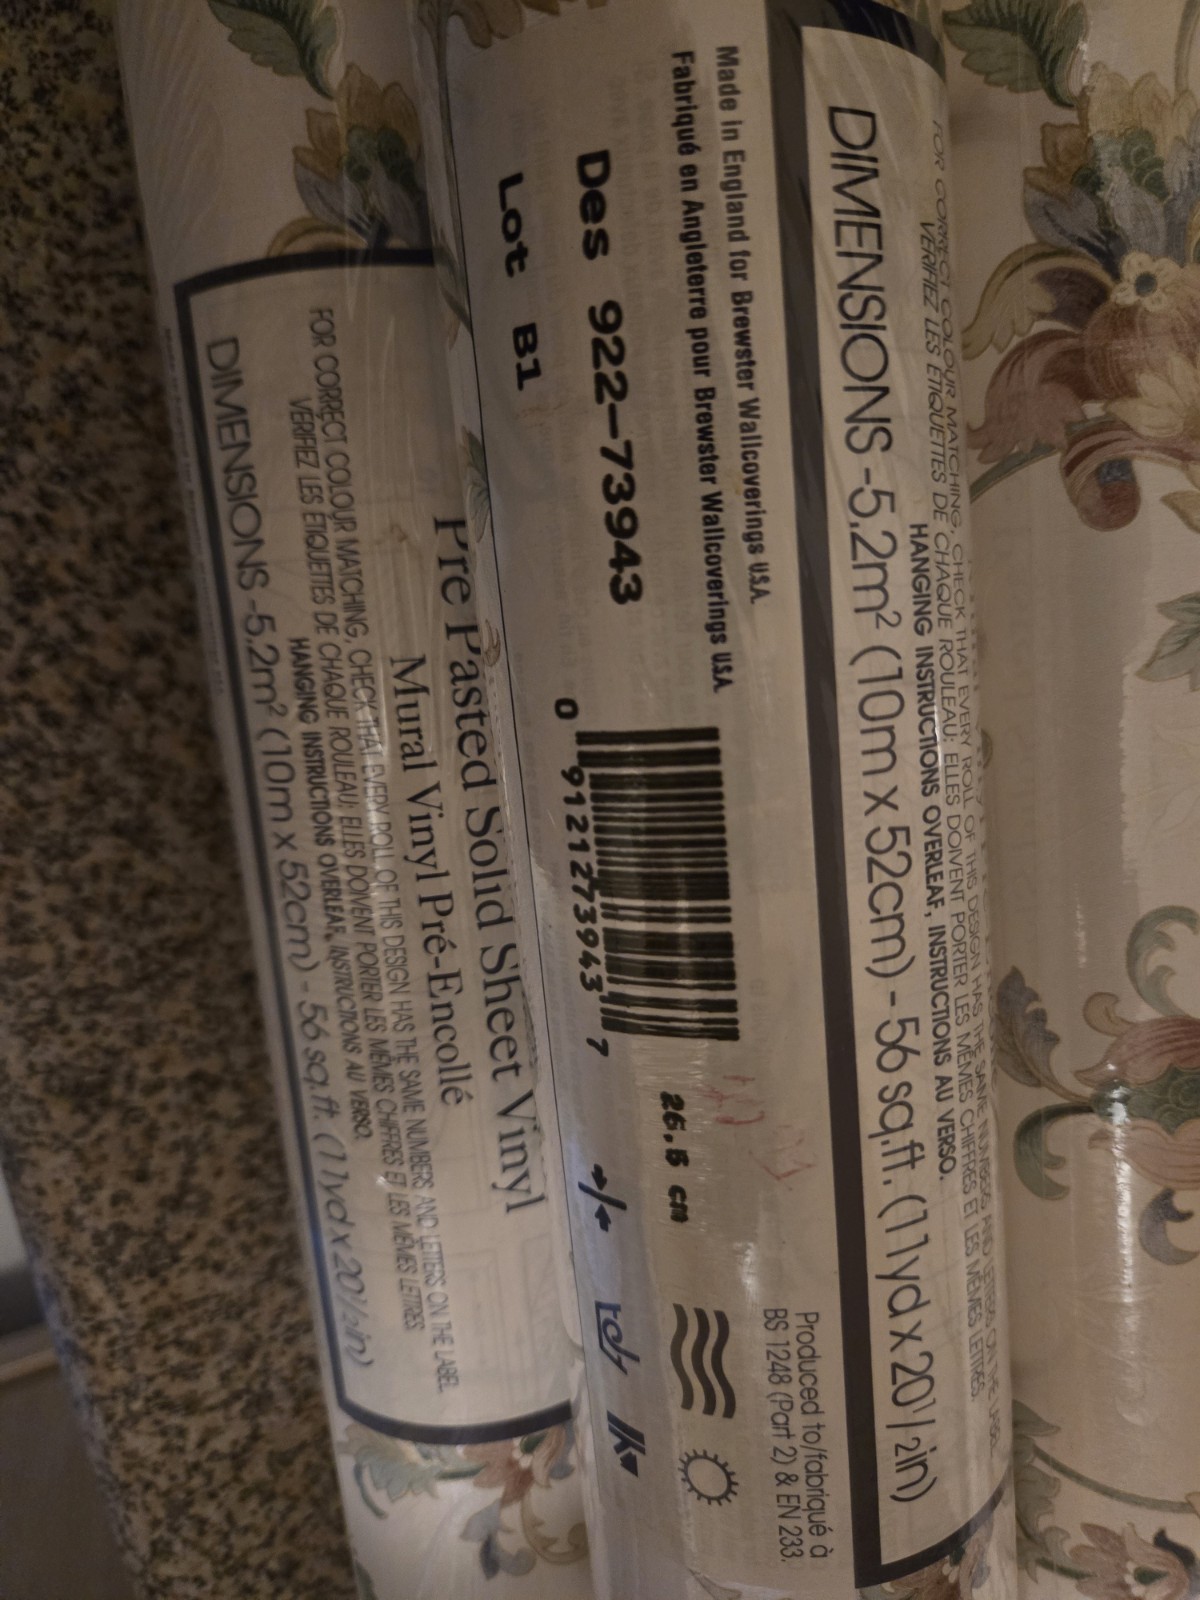 FOR CORRECT COLOUR MATCHING, CHECK THAT EVERY ROLL OF THIS DESIGN HAS THE SAME NUMBERS AND LETTERS ON THE LABEL
VERIFIEZ LES ETIQUETTES DE CHAQUE ROULEAU; ELLES DOIVENT PORTER LES MÊMES CHIFFRES ET LES MÊMES LETTRES.
HANGING INSTRUCTIONS OVERLEAF, INSTRUCTIONS AU VERSO.
DIMENSIONS -5.2m² (10m x 52cm) - 56 sq.ft. (11yd x 20½in)
Produced to/fabriqué à
BS 1248 (Part 2) & EN 233.
Made in England for Brewster Wallcoverings U.S.A.
Fabriqué en Angleterre pour Brewster Wallcoverings U.S.A.
26,5 cm
Des 922-73943
Lot B1
0 91212 73943 7
Pre Pasted Solid Sheet Vinyl
Mural Vinyl Pré-Encollé
FOR CORRECT COLOUR MATCHING, CHECK THAT EVERY ROLL OF THIS DESIGN HAS THE SAME NUMBERS AND LETTERS ON THE LABEL
VERIFIEZ LES ETIQUETTES DE CHAQUE ROULEAU; ELLES DOIVENT PORTER LES MÊMES CHIFFRES ET LES MÊMES LETTRES
HANGING INSTRUCTIONS OVERLEAF, INSTRUCTIONS AU VERSO.
DIMENSIONS -5.2m² (10m x 52cm) - 56 sq.ft. (11yd x 20½in)